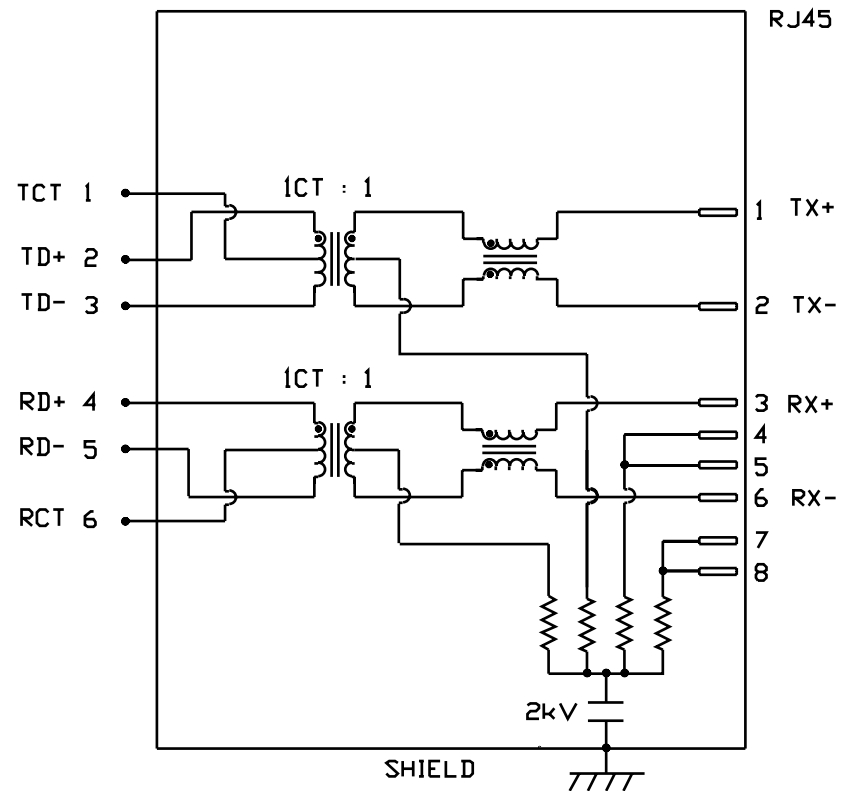 RJ45
1CT : 1
TCT 1
1 TX+
TD+ 2
TD- 3
2 TX-
1CT : 1
RD+ 4
3 RX+
4
RD- 5
5
6 RX-
RCT 6
7
8
2kV
SHIELD